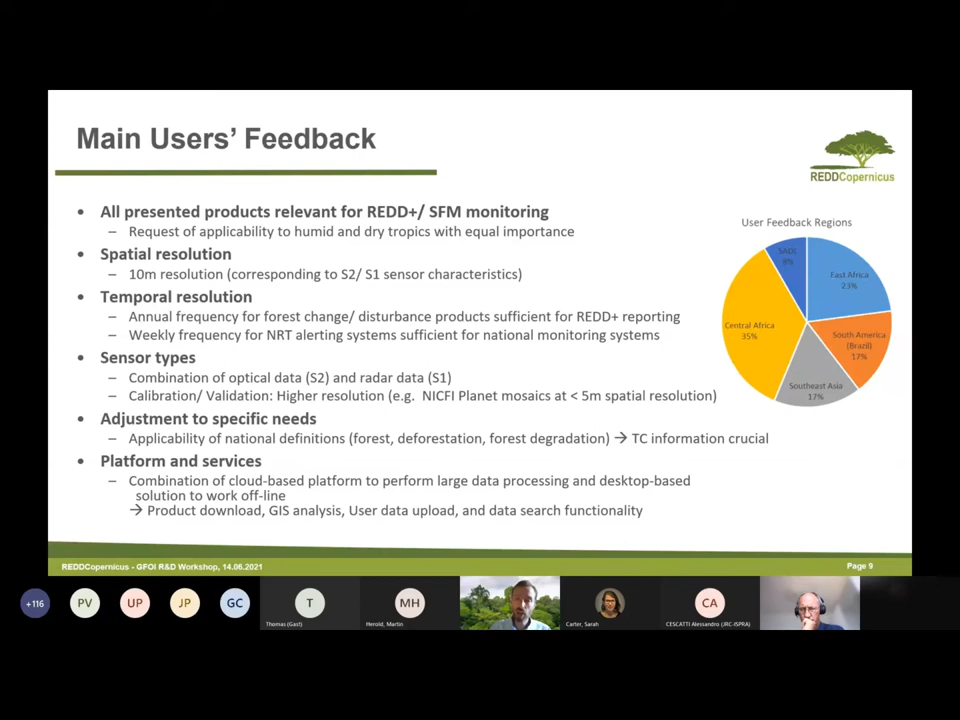 Main Users' Feedback
REDDCopernicus
• All presented products relevant for REDD+/ SFM monitoring
– Request of applicability to humid and dry tropics with equal importance
• Spatial resolution
– 10m resolution (corresponding to S2/ S1 sensor characteristics)
• Temporal resolution
– Annual frequency for forest change/ disturbance products sufficient for REDD+ reporting
– Weekly frequency for NRT alerting systems sufficient for national monitoring systems
• Sensor types
– Combination of optical data (S2) and radar data (S1)
– Calibration/ Validation: Higher resolution (e.g. NICFI Planet mosaics at < 5m spatial resolution)
• Adjustment to specific needs
– Applicability of national definitions (forest, deforestation, forest degradation) → TC information crucial
• Platform and services
– Combination of cloud-based platform to perform large data processing and desktop-based
solution to work off-line
→ Product download, GIS analysis, User data upload, and data search functionality
User Feedback Regions
SADC
8%
East Africa
23%
Central Africa
35%
South America
(Brazil)
17%
Southeast Asia
17%
REDDCopernicus - GFOI R&D Workshop, 14.06.2021
Page 9
+116
PV
UP
JP
GC
T
MH
CA
Thomas (Gast)
Herold, Martin
Carter, Sarah
CESCATTI Alessandro (JRC-ISPRA)